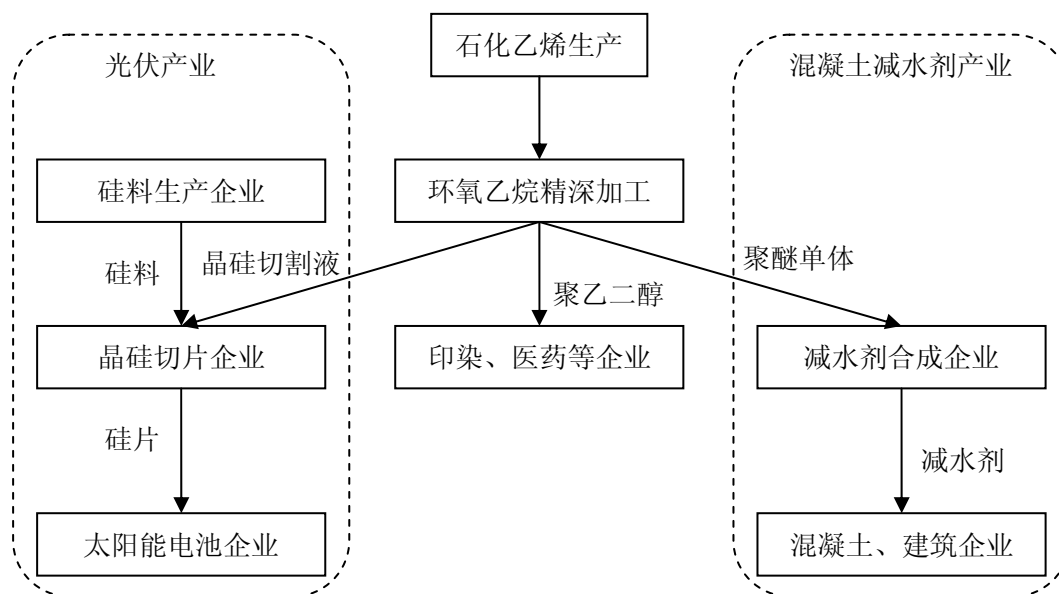 石化乙烯生产
光伏产业
混凝土减水剂产业
硅料生产企业
环氧乙烷精深加工
硅料
晶硅切割液
聚乙二醇
聚醚单体
晶硅切片企业
印染、医药等企业
减水剂合成企业
硅片
减水剂
太阳能电池企业
混凝土、建筑企业